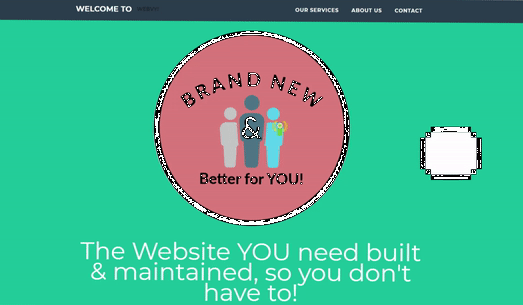 WELCOME TO
OUR SERVICES ABOUT US CONTACT
BRAND NEW
&
Better for YOU!
The Website YOU need built
& maintained, so you don't
have to!